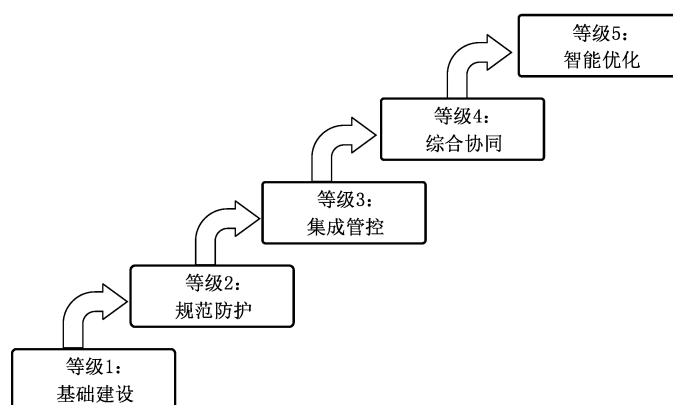 等级5：
智能优化
等级4：
综合协同
等级3：
集成管控
等级2：
规范防护
等级1：
基础建设